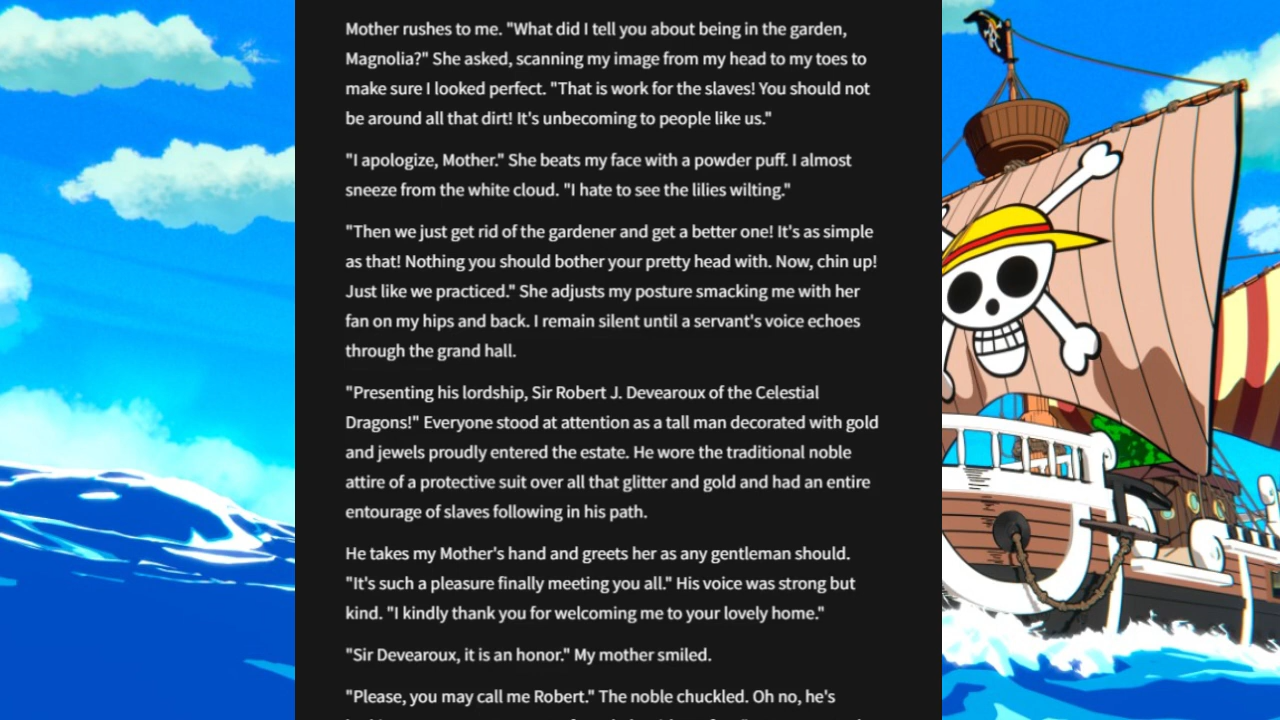 Mother rushes to me. "What did I tell you about being in the garden,
Magnolia?" She asked, scanning my image from my head to my toes to
make sure I looked perfect. "That is work for the slaves! You should not
be around all that dirt! It's unbecoming to people like us."
"I apologize, Mother." She beats my face with a powder puff. I almost
sneeze from the white cloud. "I hate to see the lilies wilting."
"Then we just get rid of the gardener and get a better one! It's as simple
as that! Nothing you should bother your pretty head with. Now, chin up!
Just like we practiced." She adjusts my posture smacking me with her
fan on my hips and back. I remain silent until a servant's voice echoes
through the grand hall.
"Presenting his lordship, Sir Robert J. Devearoux of the Celestial
Dragons!" Everyone stood at attention as a tall man decorated with gold
and jewels proudly entered the estate. He wore the traditional noble
attire of a protective suit over all that glitter and gold and had an entire
entourage of slaves following in his path.
He takes my Mother's hand and greets her as any gentleman should.
"It's such a pleasure finally meeting you all." His voice was strong but
kind. "I kindly thank you for welcoming me to your lovely home."
"Sir Devearoux, it is an honor." My mother smiled.
"Please, you may call me Robert." The noble chuckled. Oh no, he's